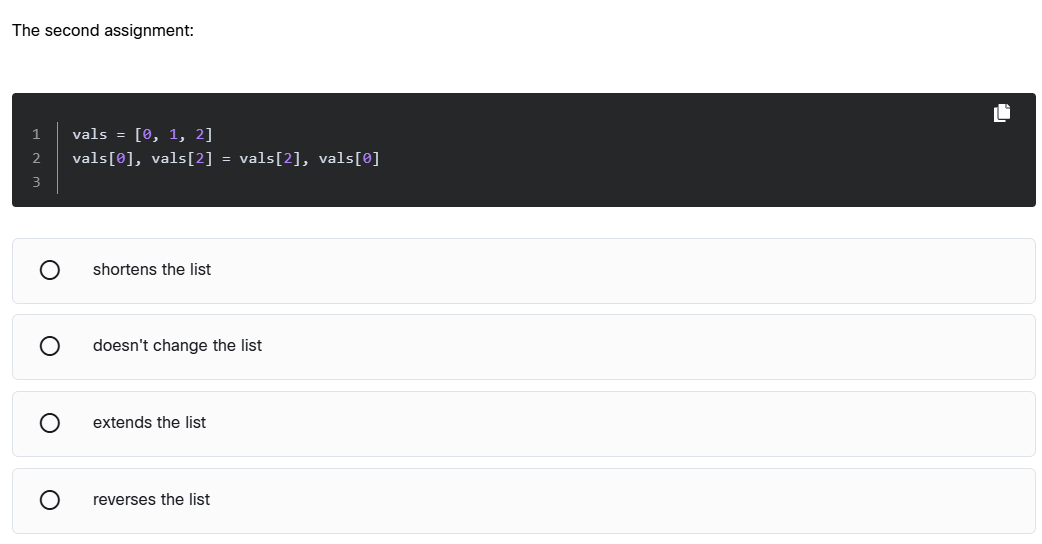 The second assignment:
1 vals = [0, 1, 2]
2 vals[0], vals[2] = vals[2], vals[0]
3
shortens the list
doesn't change the list
extends the list
reverses the list